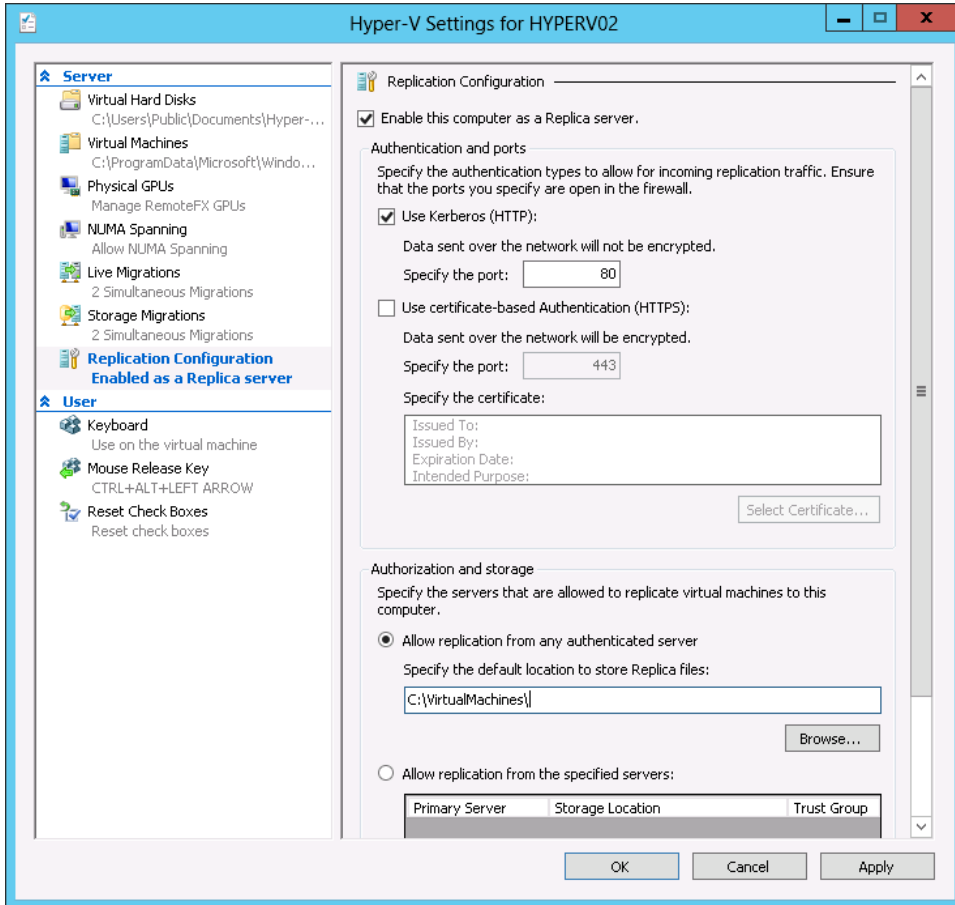 Hyper-V Settings for HYPERV02
Server
Virtual Hard Disks
C:\Users\Public\Documents\Hyper-...
Virtual Machines
C:\ProgramData\Microsoft\Windo...
Physical GPUs
Manage RemoteFX GPUs
NUMA Spanning
Allow NUMA Spanning
Live Migrations
2 Simultaneous Migrations
Storage Migrations
2 Simultaneous Migrations
Replication Configuration
Enabled as a Replica server
User
Keyboard
Use on the virtual machine
Mouse Release Key
CTRL+ALT+LEFT ARROW
Reset Check Boxes
Reset check boxes
Replication Configuration
Enable this computer as a Replica server.
Authentication and ports
Specify the authentication types to allow for incoming replication traffic. Ensure
that the ports you specify are open in the firewall.
Use Kerberos (HTTP):
Data sent over the network will not be encrypted.
Specify the port: 80
Use certificate-based Authentication (HTTPS):
Data sent over the network will be encrypted.
Specify the port: 443
Specify the certificate:
Issued To:
Issued By:
Expiration Date:
Intended Purpose:
Select Certificate...
Authorization and storage
Specify the servers that are allowed to replicate virtual machines to this
computer.
Allow replication from any authenticated server
Specify the default location to store Replica files:
C:\VirtualMachines\
Browse...
Allow replication from the specified servers:
Primary Server Storage Location Trust Group
OK Cancel Apply